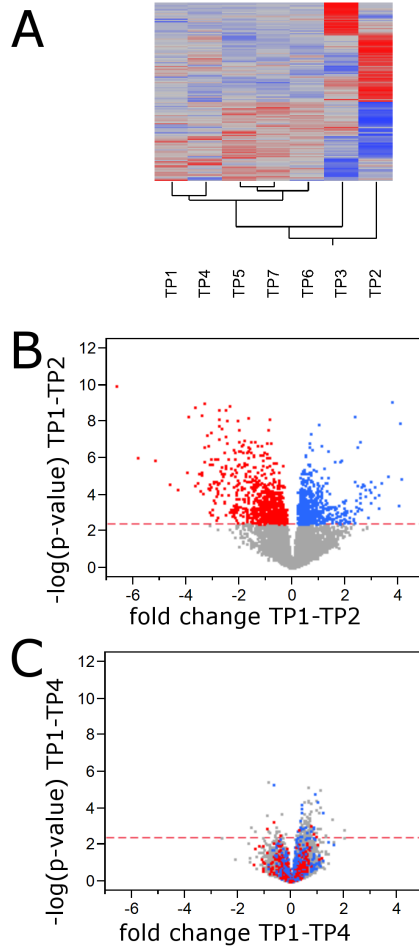 A
TP1 TP4 TP5 TP7 TP6 TP3 TP2
B
-log(p-value) TP1-TP2
12
10
8
6
4
2
0
-6 -4 -2 0 2 4
fold change TP1-TP2
C
-log(p-value) TP1-TP4
12
10
8
6
4
2
0
-6 -4 -2 0 2 4
fold change TP1-TP4